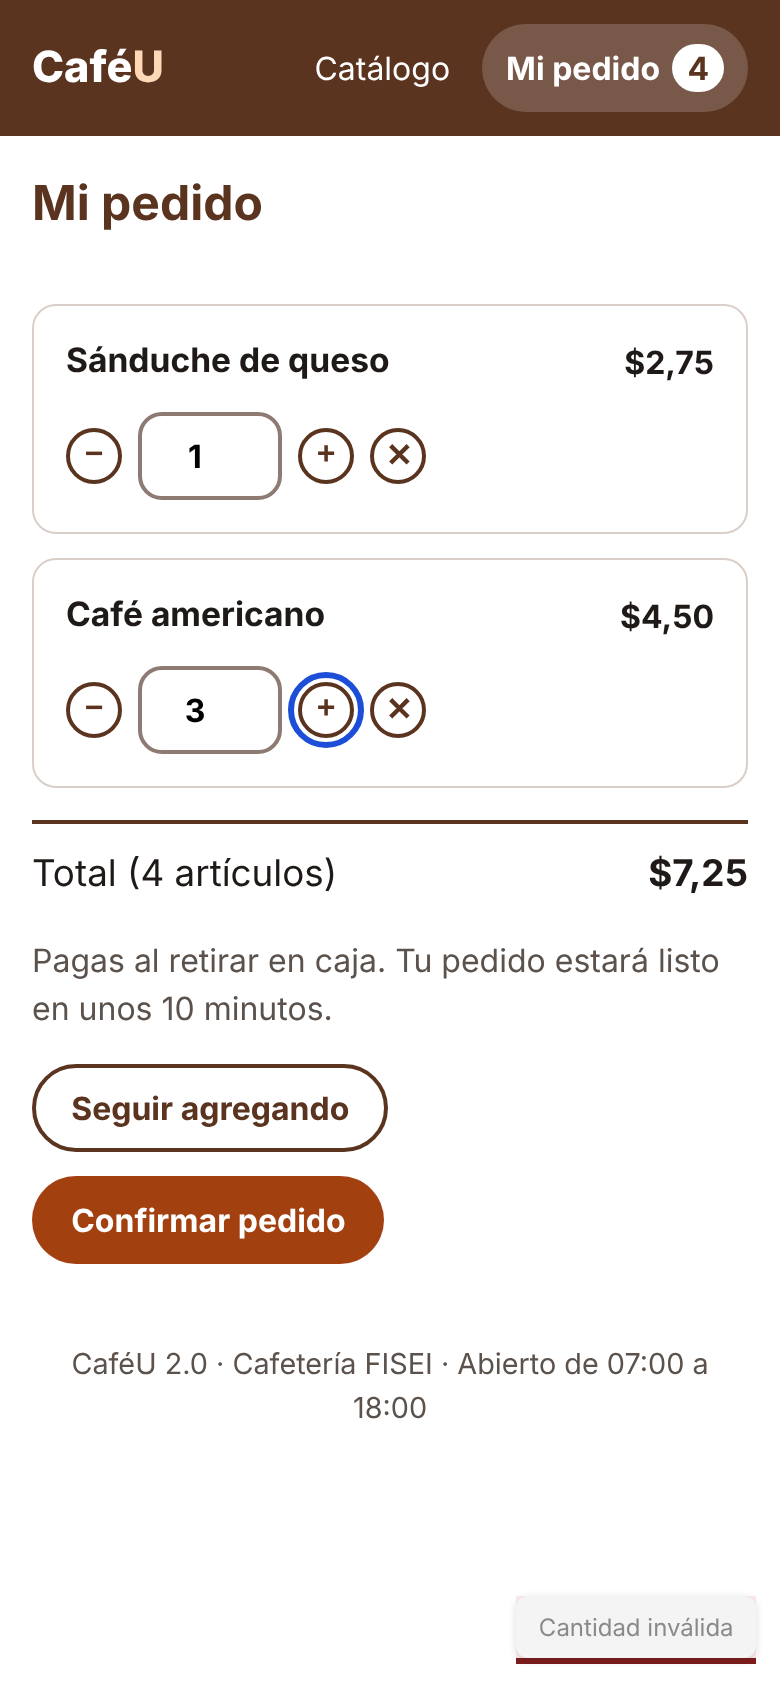 CaféU Catálogo Mi pedido 4
Mi pedido
Sánduche de queso $2,75
− 1 + ✕
Café americano $4,50
− 3 + ✕
Total (4 artículos) $7,25
Pagas al retirar en caja. Tu pedido estará listo
en unos 10 minutos.
Seguir agregando
Confirmar pedido
CaféU 2.0 · Cafetería FISEI · Abierto de 07:00 a
18:00
Cantidad inválida